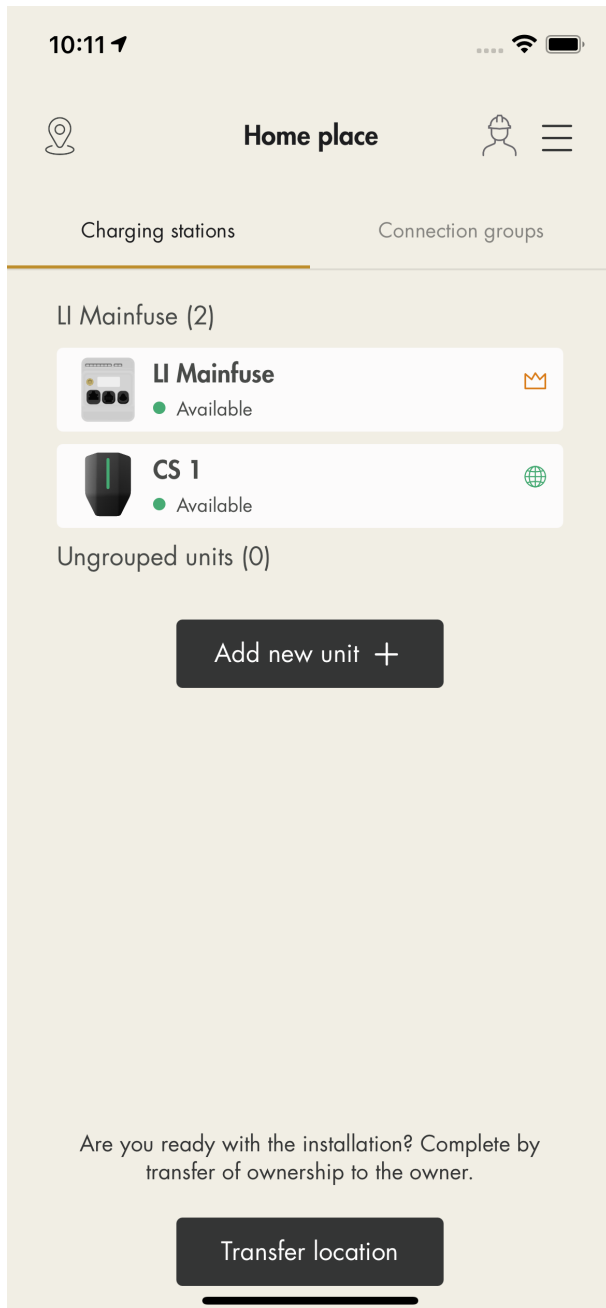 10:11
Home place
Charging stations
Connection groups
LI Mainfuse (2)
LI Mainfuse
Available
CS 1
Available
Ungrouped units (0)
Add new unit +
Are you ready with the installation? Complete by
transfer of ownership to the owner.
Transfer location